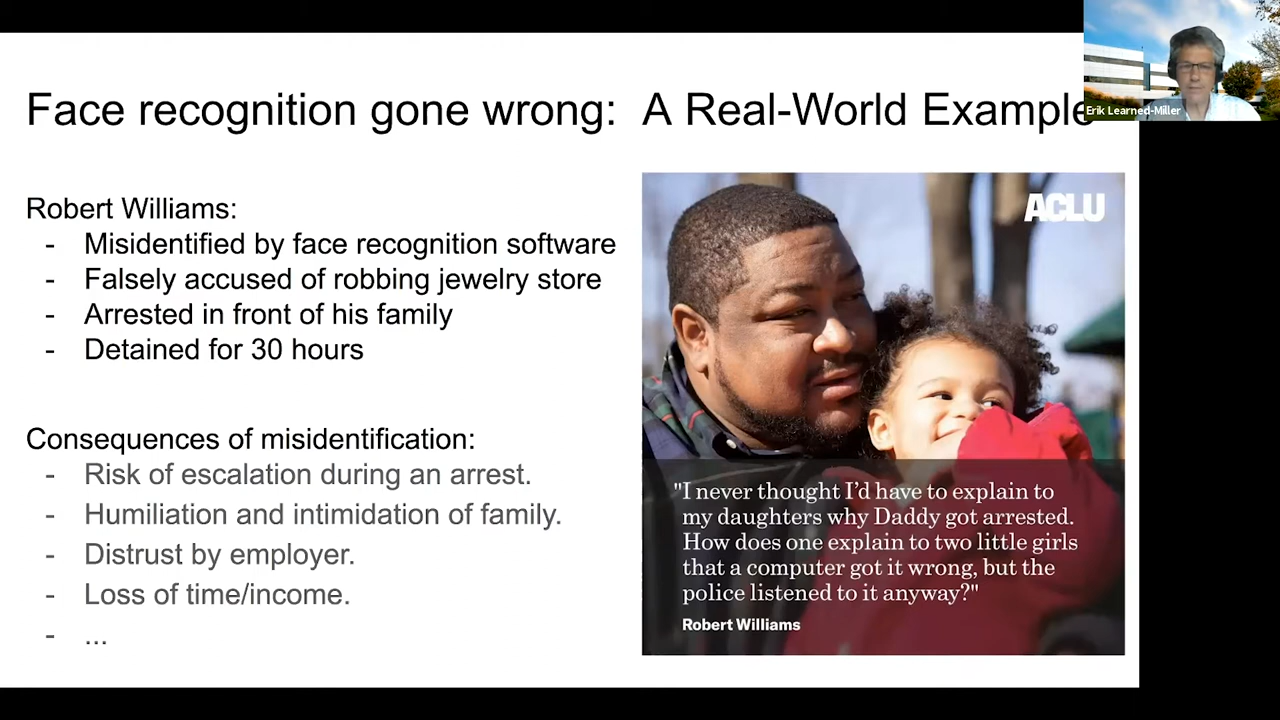 Face recognition gone wrong: A Real-World Example
Erik Learned-Miller
Robert Williams:
- Misidentified by face recognition software
- Falsely accused of robbing jewelry store
- Arrested in front of his family
- Detained for 30 hours
Consequences of misidentification:
- Risk of escalation during an arrest.
- Humiliation and intimidation of family.
- Distrust by employer.
- Loss of time/income.
- ...
ACLU
"I never thought I'd have to explain to
my daughters why Daddy got arrested.
How does one explain to two little girls
that a computer got it wrong, but the
police listened to it anyway?"
Robert Williams